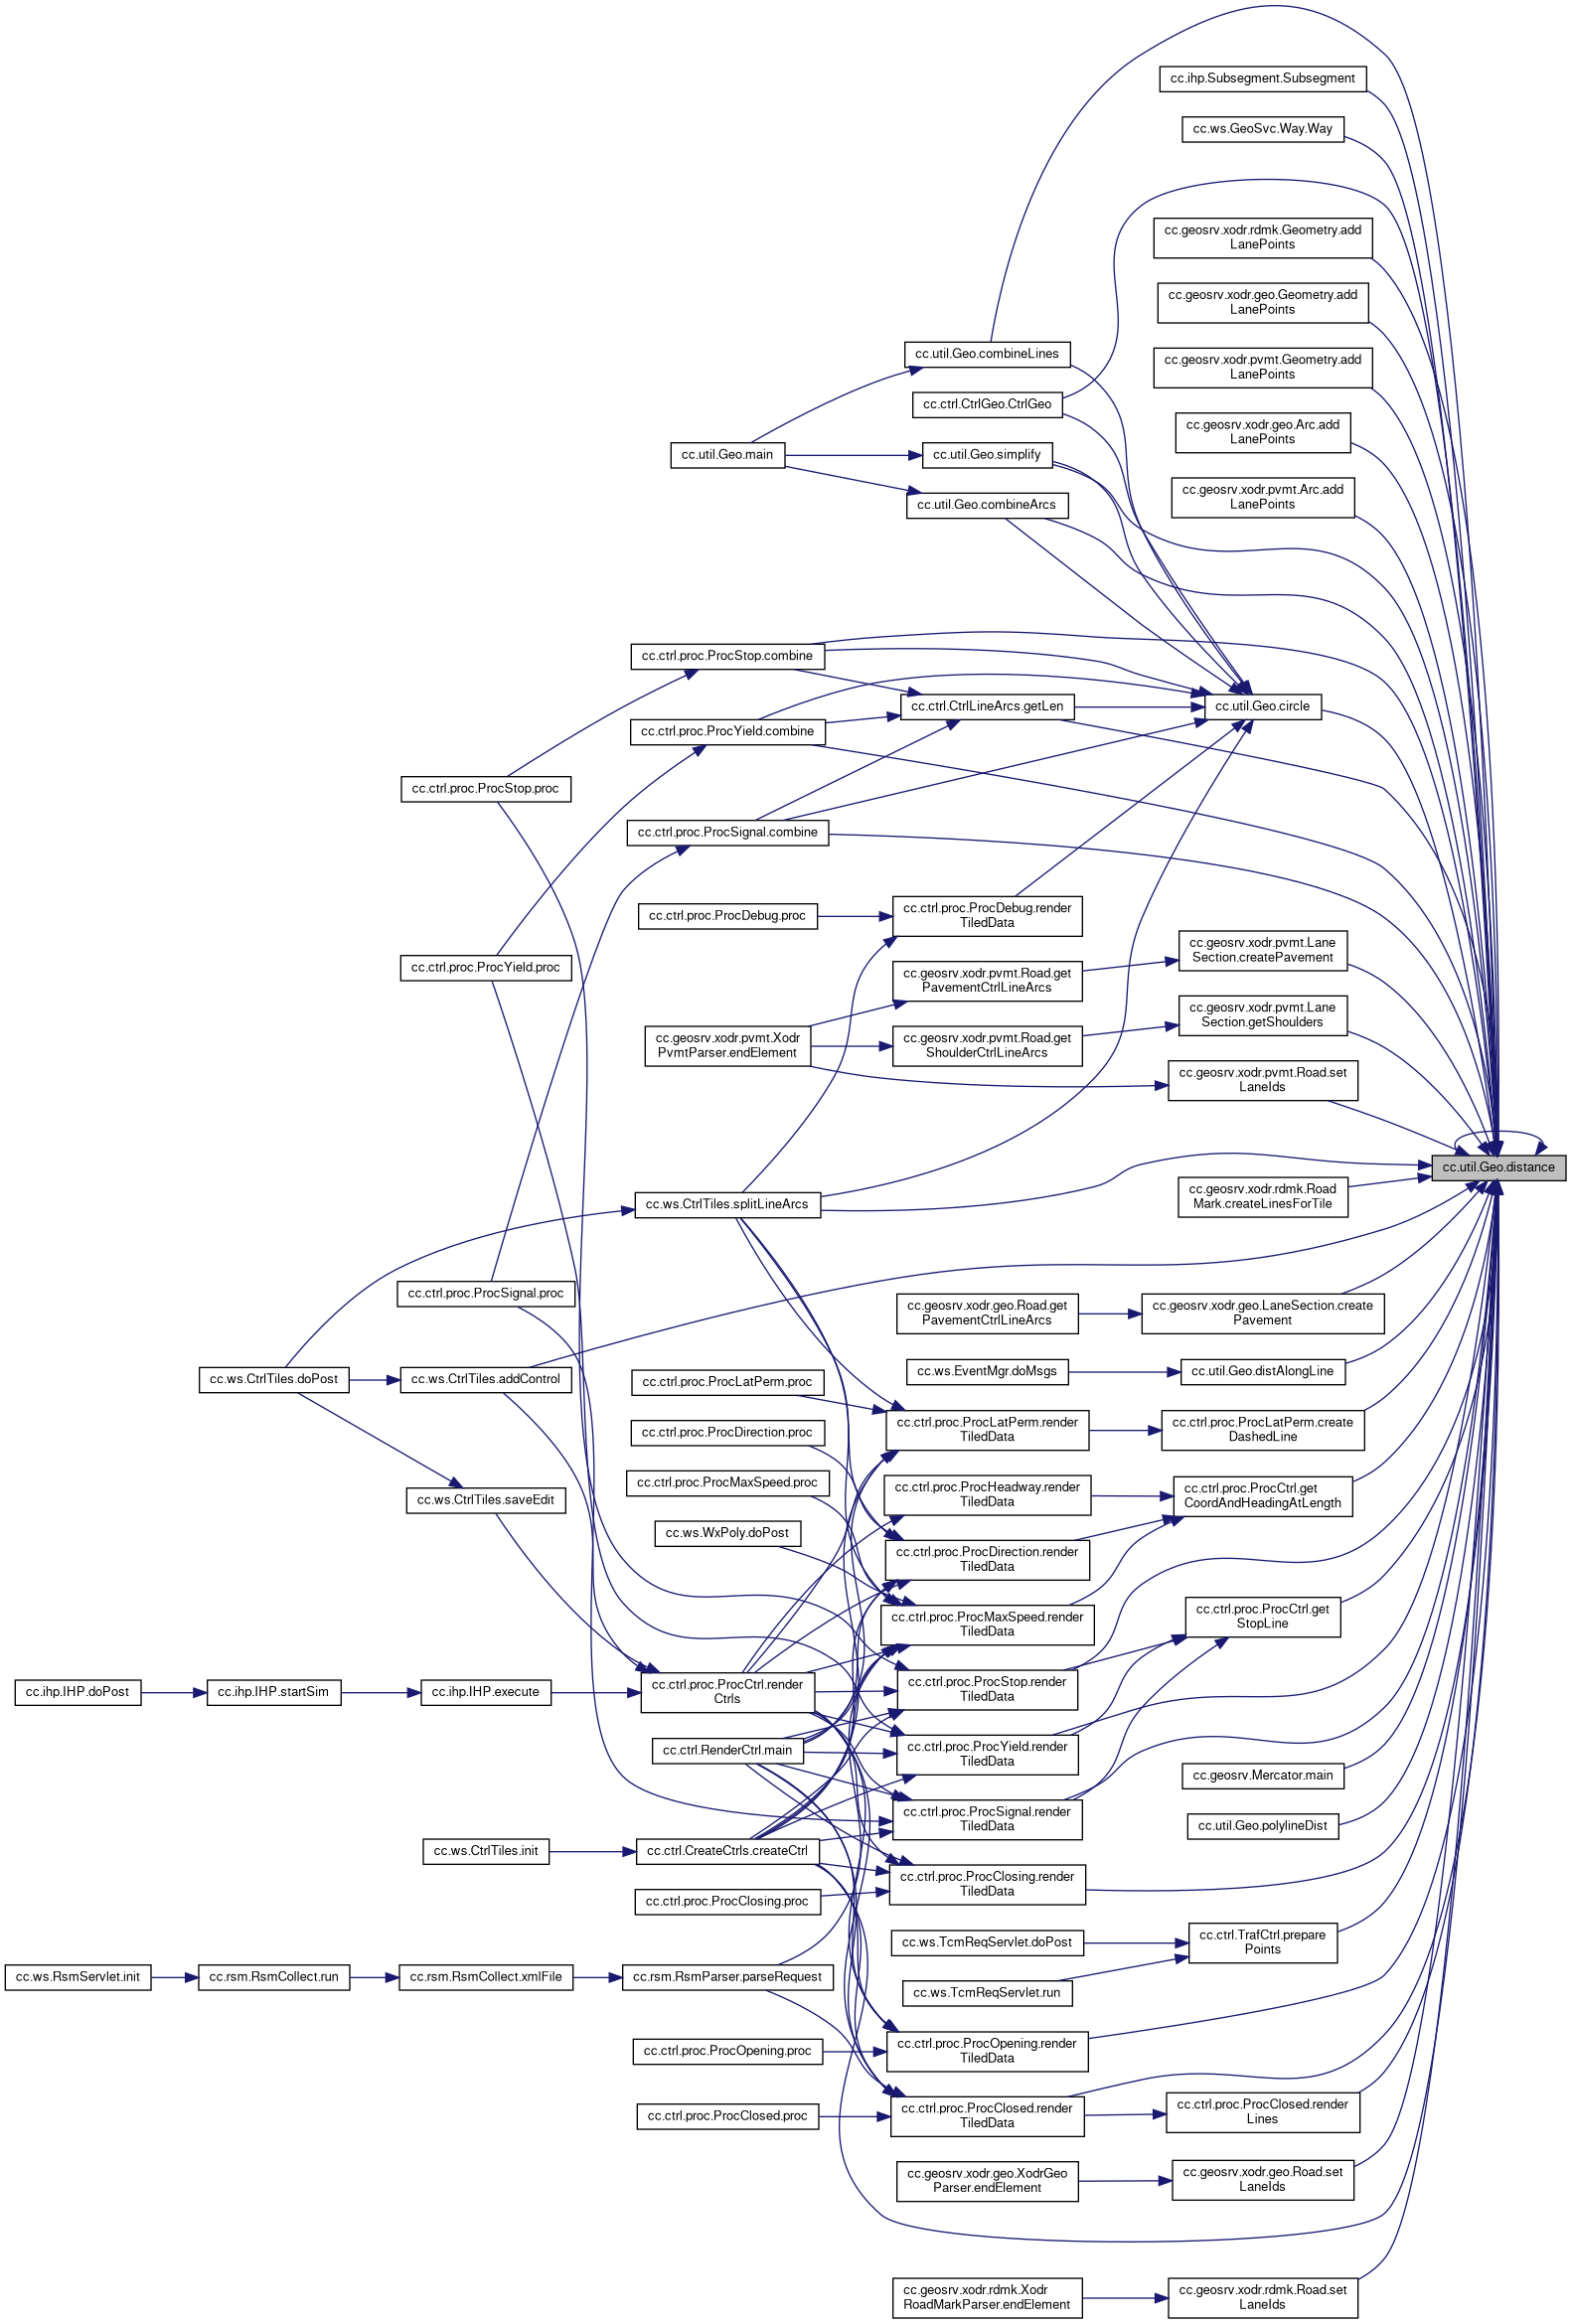 cc.ihp.Subsegment.Subsegment
cc.ws.GeoSvc.Way.Way
cc.geosrv.xodr.rdmk.Geometry.add
LanePoints
cc.geosrv.xodr.geo.Geometry.add
LanePoints
cc.util.Geo.combineLines
cc.geosrv.xodr.pvmt.Geometry.add
LanePoints
cc.ctrl.CtrlGeo.CtrlGeo
cc.geosrv.xodr.geo.Arc.add
LanePoints
cc.util.Geo.main
cc.util.Geo.simplify
cc.util.Geo.combineArcs
cc.geosrv.xodr.pvmt.Arc.add
LanePoints
cc.ctrl.proc.ProcStop.combine
cc.ctrl.CtrlLineArcs.getLen
cc.util.Geo.circle
cc.ctrl.proc.ProcYield.combine
cc.ctrl.proc.ProcStop.proc
cc.ctrl.proc.ProcSignal.combine
cc.ctrl.proc.ProcDebug.proc
cc.ctrl.proc.ProcDebug.render
TiledData
cc.geosrv.xodr.pvmt.Lane
Section.createPavement
cc.ctrl.proc.ProcYield.proc
cc.geosrv.xodr.pvmt.Road.get
PavementCtrlLineArcs
cc.geosrv.xodr.pvmt.Lane
Section.getShoulders
cc.geosrv.xodr.pvmt.Xodr
PvmtParser.endElement
cc.geosrv.xodr.pvmt.Road.get
ShoulderCtrlLineArcs
cc.geosrv.xodr.pvmt.Road.set
LaneIds
cc.util.Geo.distance
cc.ws.CtrlTiles.splitLineArcs
cc.geosrv.xodr.rdmk.Road
Mark.createLinesForTile
cc.ctrl.proc.ProcSignal.proc
cc.geosrv.xodr.geo.Road.get
PavementCtrlLineArcs
cc.geosrv.xodr.geo.LaneSection.create
Pavement
cc.ws.CtrlTiles.doPost
cc.ws.CtrlTiles.addControl
cc.ctrl.proc.ProcLatPerm.proc
cc.ws.EventMgr.doMsgs
cc.util.Geo.distAlongLine
cc.ctrl.proc.ProcDirection.proc
cc.ctrl.proc.ProcLatPerm.render
TiledData
cc.ctrl.proc.ProcLatPerm.create
DashedLine
cc.ctrl.proc.ProcMaxSpeed.proc
cc.ws.CtrlTiles.saveEdit
cc.ctrl.proc.ProcHeadway.render
TiledData
cc.ctrl.proc.ProcCtrl.get
CoordAndHeadingAtLength
cc.ws.WxPoly.doPost
cc.ctrl.proc.ProcDirection.render
TiledData
cc.ctrl.proc.ProcMaxSpeed.render
TiledData
cc.ctrl.proc.ProcCtrl.get
StopLine
cc.ihp.IHP.doPost
cc.ihp.IHP.startSim
cc.ihp.IHP.execute
cc.ctrl.proc.ProcCtrl.render
Ctrls
cc.ctrl.proc.ProcStop.render
TiledData
cc.ctrl.RenderCtrl.main
cc.ctrl.proc.ProcYield.render
TiledData
cc.geosrv.Mercator.main
cc.ctrl.proc.ProcSignal.render
TiledData
cc.util.Geo.polylineDist
cc.ws.CtrlTiles.init
cc.ctrl.CreateCtrls.createCtrl
cc.ctrl.proc.ProcClosing.render
TiledData
cc.ctrl.proc.ProcClosing.proc
cc.ws.TcmReqServlet.doPost
cc.ctrl.TrafCtrl.prepare
Points
cc.ws.RsmServlet.init
cc.rsm.RsmCollect.run
cc.rsm.RsmCollect.xmlFile
cc.rsm.RsmParser.parseRequest
cc.ws.TcmReqServlet.run
cc.ctrl.proc.ProcOpening.proc
cc.ctrl.proc.ProcOpening.render
TiledData
cc.ctrl.proc.ProcClosed.proc
cc.ctrl.proc.ProcClosed.render
TiledData
cc.ctrl.proc.ProcClosed.render
Lines
cc.geosrv.xodr.geo.XodrGeo
Parser.endElement
cc.geosrv.xodr.geo.Road.set
LaneIds
cc.geosrv.xodr.rdmk.Xodr
RoadMarkParser.endElement
cc.geosrv.xodr.rdmk.Road.set
LaneIds